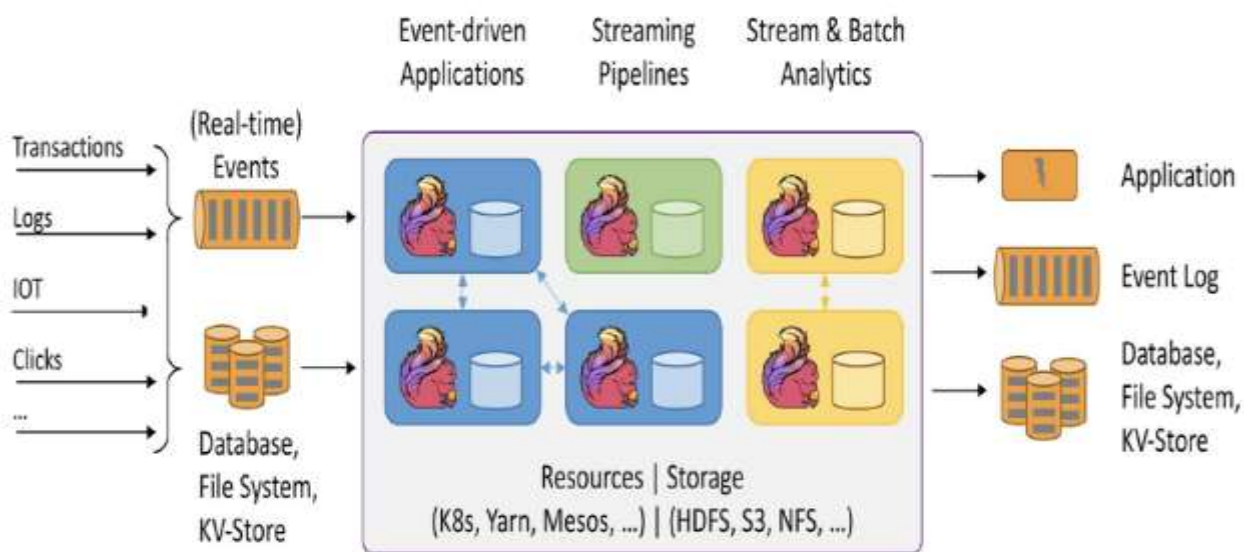 Event-driven
Applications
Streaming
Pipelines
Stream & Batch
Analytics
Transactions
Logs
IOT
Clicks
...
(Real-time)
Events
Database,
File System,
KV-Store
Resources | Storage
(K8s, Yarn, Mesos, ...) | (HDFS, S3, NFS, ...)
Application
Event Log
Database,
File System,
KV-Store